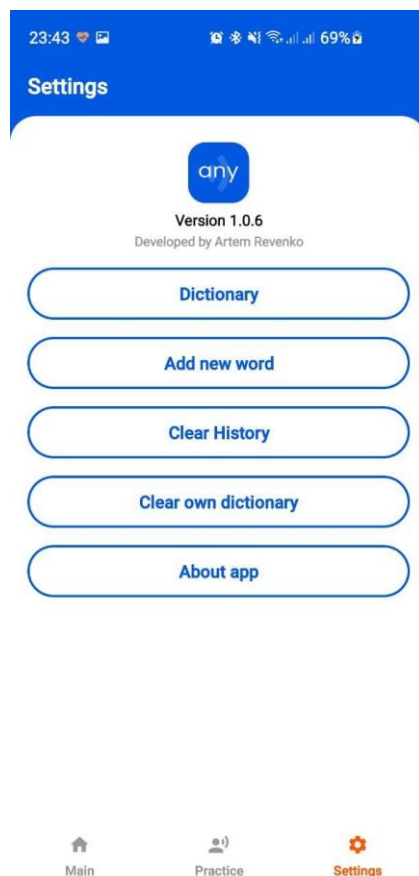 23:43 69%
Settings
any
Version 1.0.6
Developed by Artem Revenko
Dictionary
Add new word
Clear History
Clear own dictionary
About app
Main Practice Settings